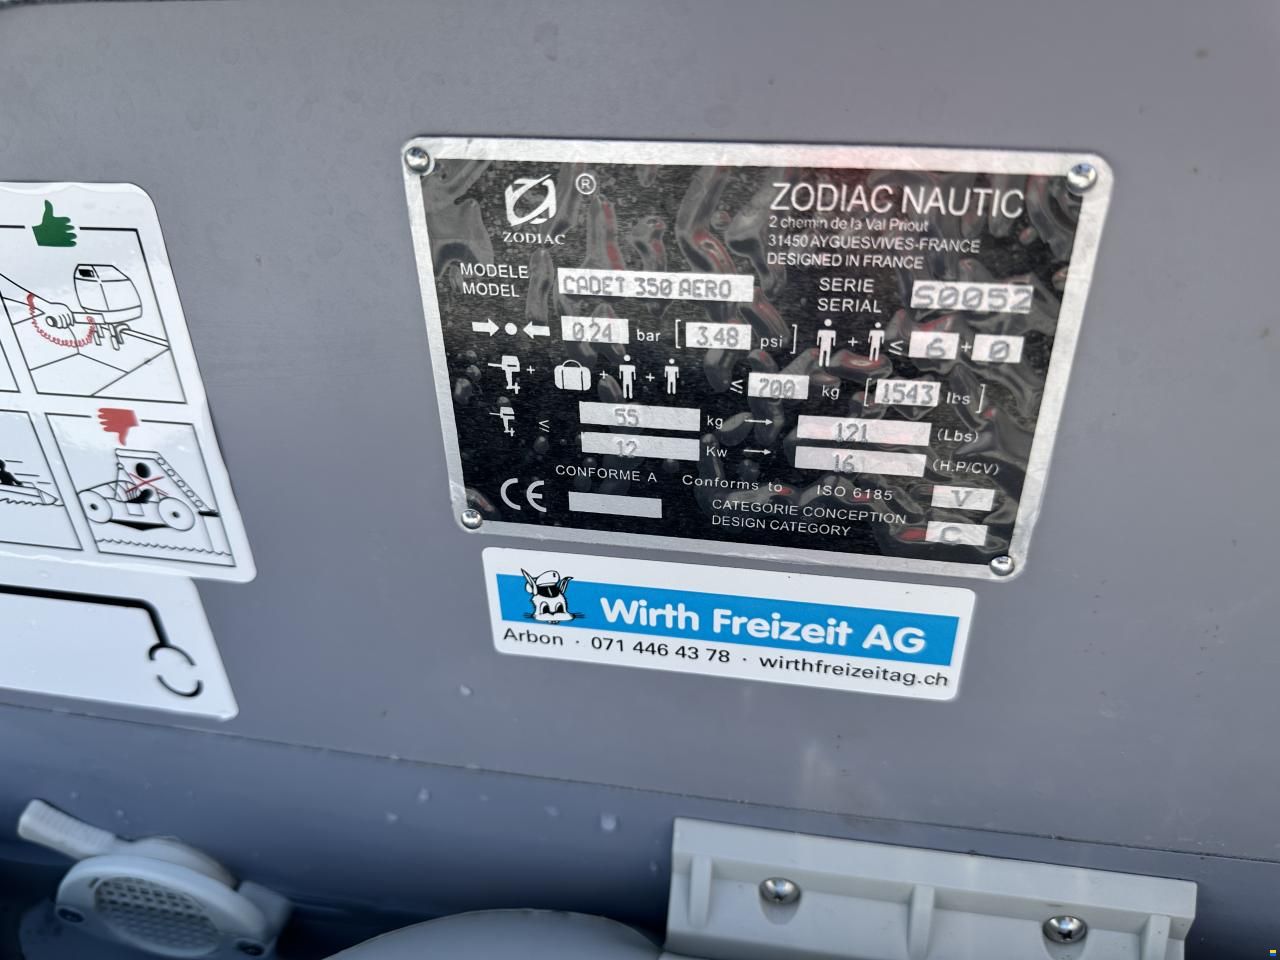 ®
ZODIAC
ZODIAC NAUTIC
2 chemin de la Val Priout
31450 AYGUESVIVES-FRANCE
DESIGNED IN FRANCE
MODELE
MODEL
CADET 350 AERO
SERIE
SERIAL
S0052
0.24 bar [ 3.48 psi ]
+ ≤ 6 + 0
+ + + ≤ 700 kg [ 1543 lbs ]
≤ 55 kg → 121 (Lbs)
12 Kw → 16 (H.P/CV)
CE
CONFORME A Conforms to ISO 6185 V
CATEGORIE CONCEPTION
DESIGN CATEGORY C
Wirth Freizeit AG
Arbon · 071 446 43 78 · wirthfreizeitag.ch